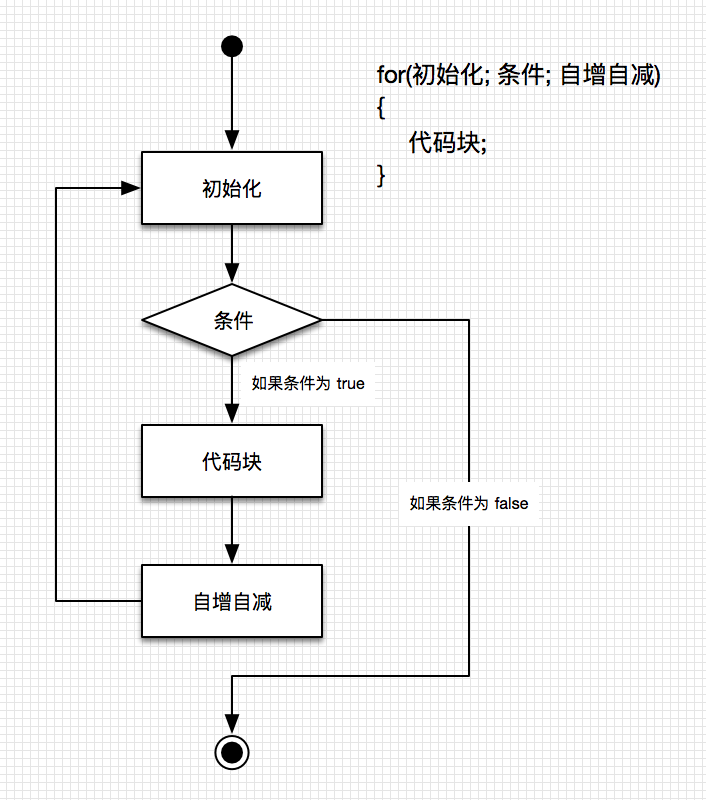 for(初始化; 条件; 自增自减)
{
代码块;
}
初始化
条件
如果条件为 true
代码块
如果条件为 false
自增自减